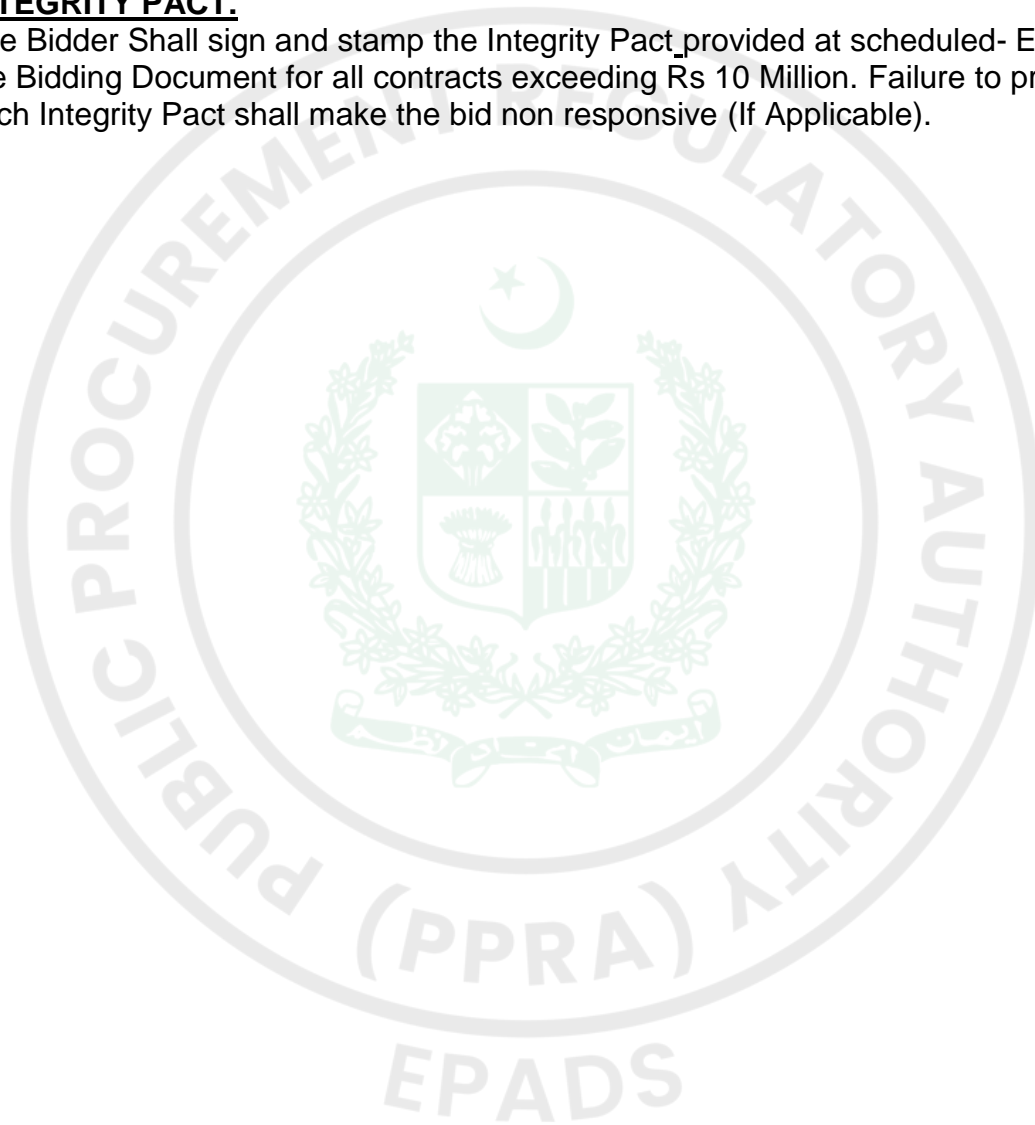 TEGRITY PACT:
e Bidder Shall sign and stamp the Integrity Pact provided at scheduled- E
e Bidding Document for all contracts exceeding Rs 10 Million. Failure to pr
ch Integrity Pact shall make the bid non responsive (If Applicable).
PUBLIC PROCUREMENT REGULATORY AUTHORITY
(PPRA)
EPADS